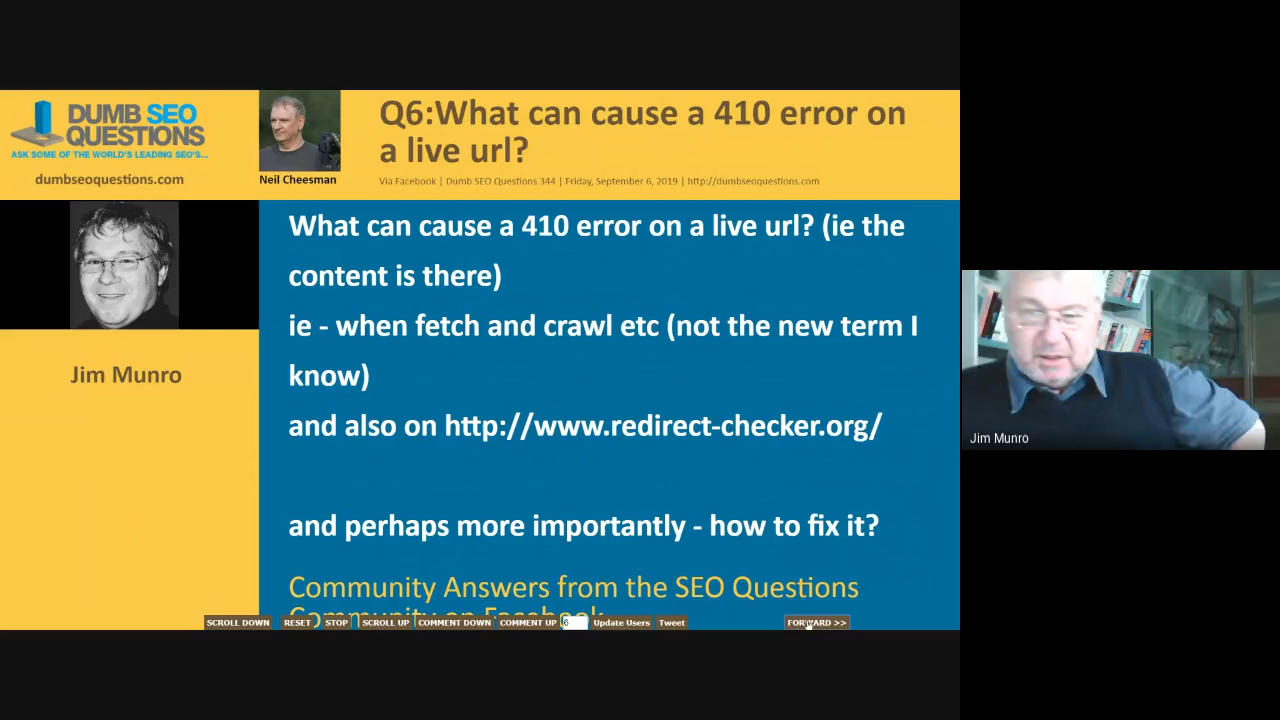 DUMB SEO
QUESTIONS
ASK SOME OF THE WORLD'S LEADING SEO'S...
dumbseoquestions.com
Neil Cheesman
Q6:What can cause a 410 error on
a live url?
Via Facebook | Dumb SEO Questions 344 | Friday, September 6, 2019 | http://dumbseoquestions.com
Jim Munro
What can cause a 410 error on a live url? (ie the
content is there)
ie - when fetch and crawl etc (not the new term I
know)
and also on http://www.redirect-checker.org/
and perhaps more importantly - how to fix it?
Community Answers from the SEO Questions
Community on Facebook
SCROLL DOWN RESET STOP SCROLL UP COMMENT DOWN COMMENT UP 6 Update Users Tweet FORWARD >>
Jim Munro